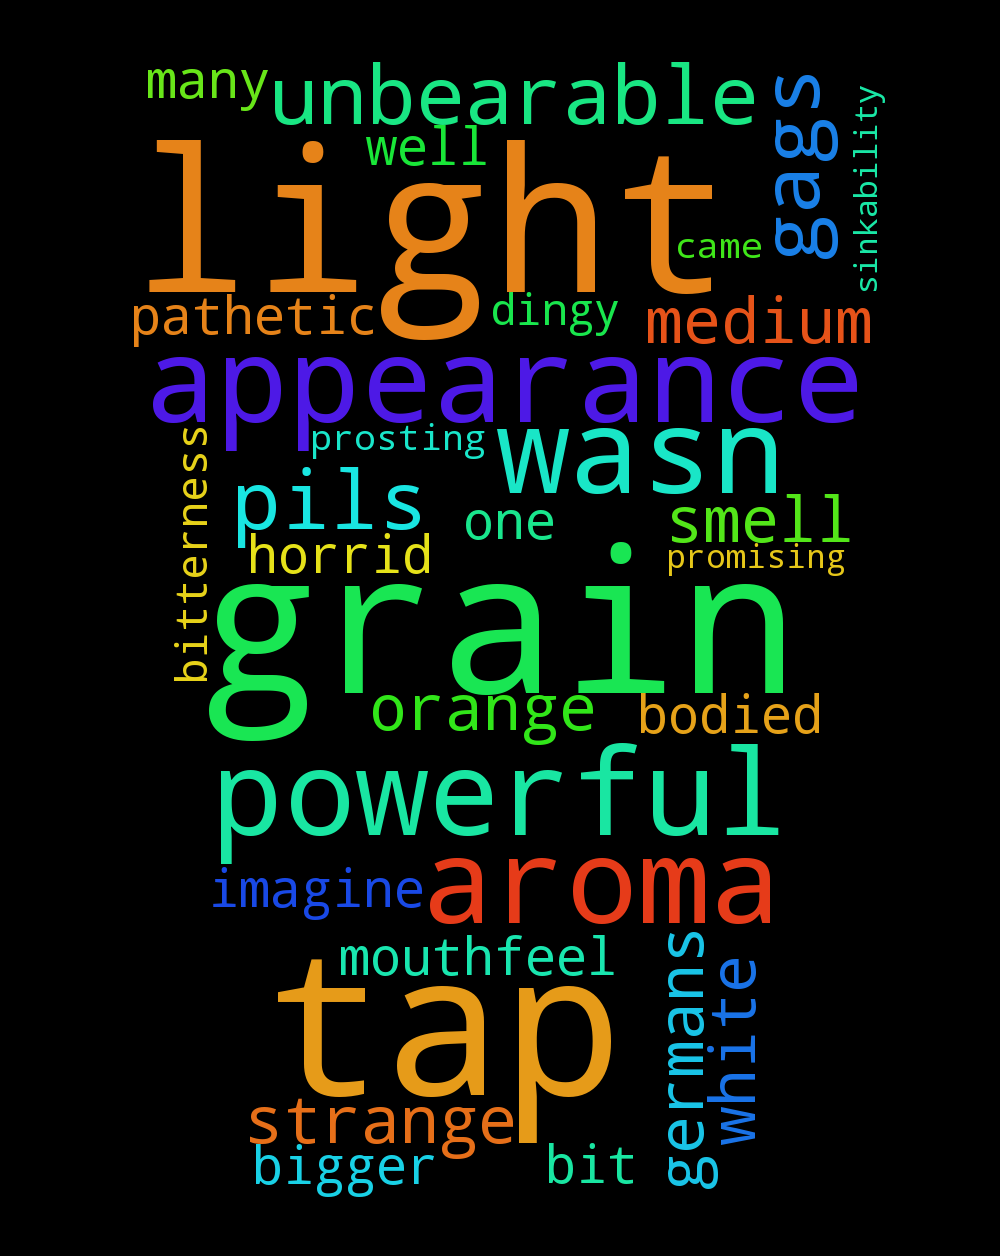 many
unbearable
gags
sinkability
well
light
came
pathetic
dingy
medium
appearance
prosting
wasn
bitterness
pils
one
smell
horrid
promising
grain
orange
bodied
powerful
imagine
aroma
mouthfeel
germans
white
tap
strange
bigger
bit